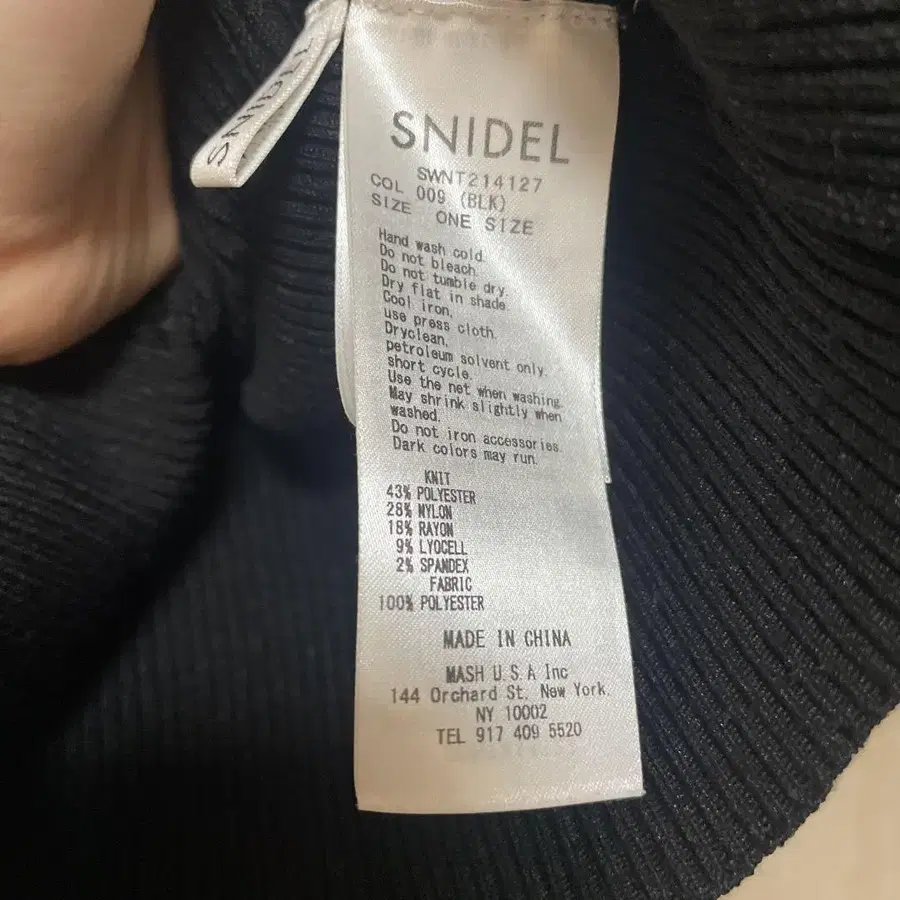 SNIDEL
SNIDEL
SWNT214127
COL 009 (BLK)
SIZE ONE SIZE
Hand wash cold.
Do not bleach.
Do not tumble dry.
Dry flat in shade.
Cool iron,
use press cloth.
Dryclean,
petroleum solvent only.
short cycle.
Use the net when washing.
May shrink slightly when
washed.
Do not iron accessories.
Dark colors may run.
KNIT
43% POLYESTER
28% NYLON
18% RAYON
9% LYOCELL
2% SPANDEX
FABRIC
100% POLYESTER
MADE IN CHINA
MASH U.S.A Inc
144 Orchard St. New York.
NY 10002
TEL 917 409 5520